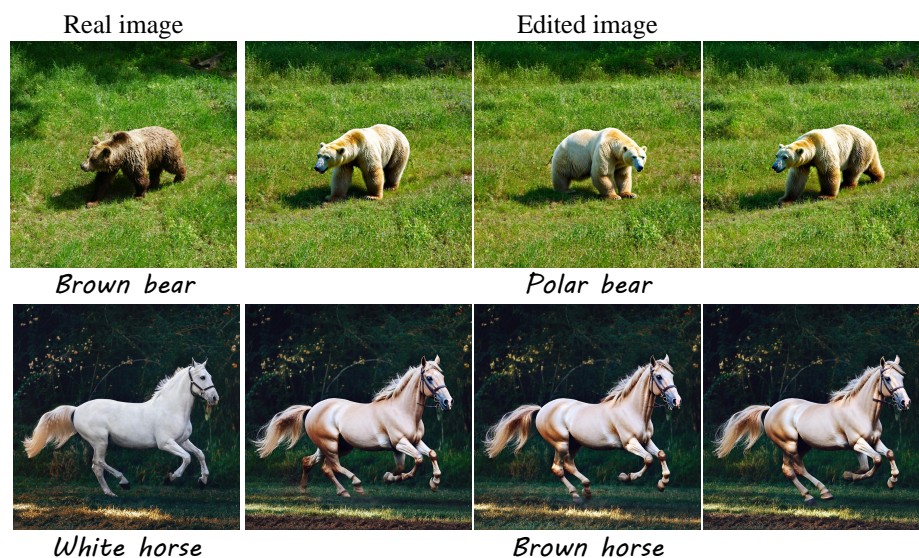 Real image
Edited image
Brown bear
Polar bear
White horse
Brown horse